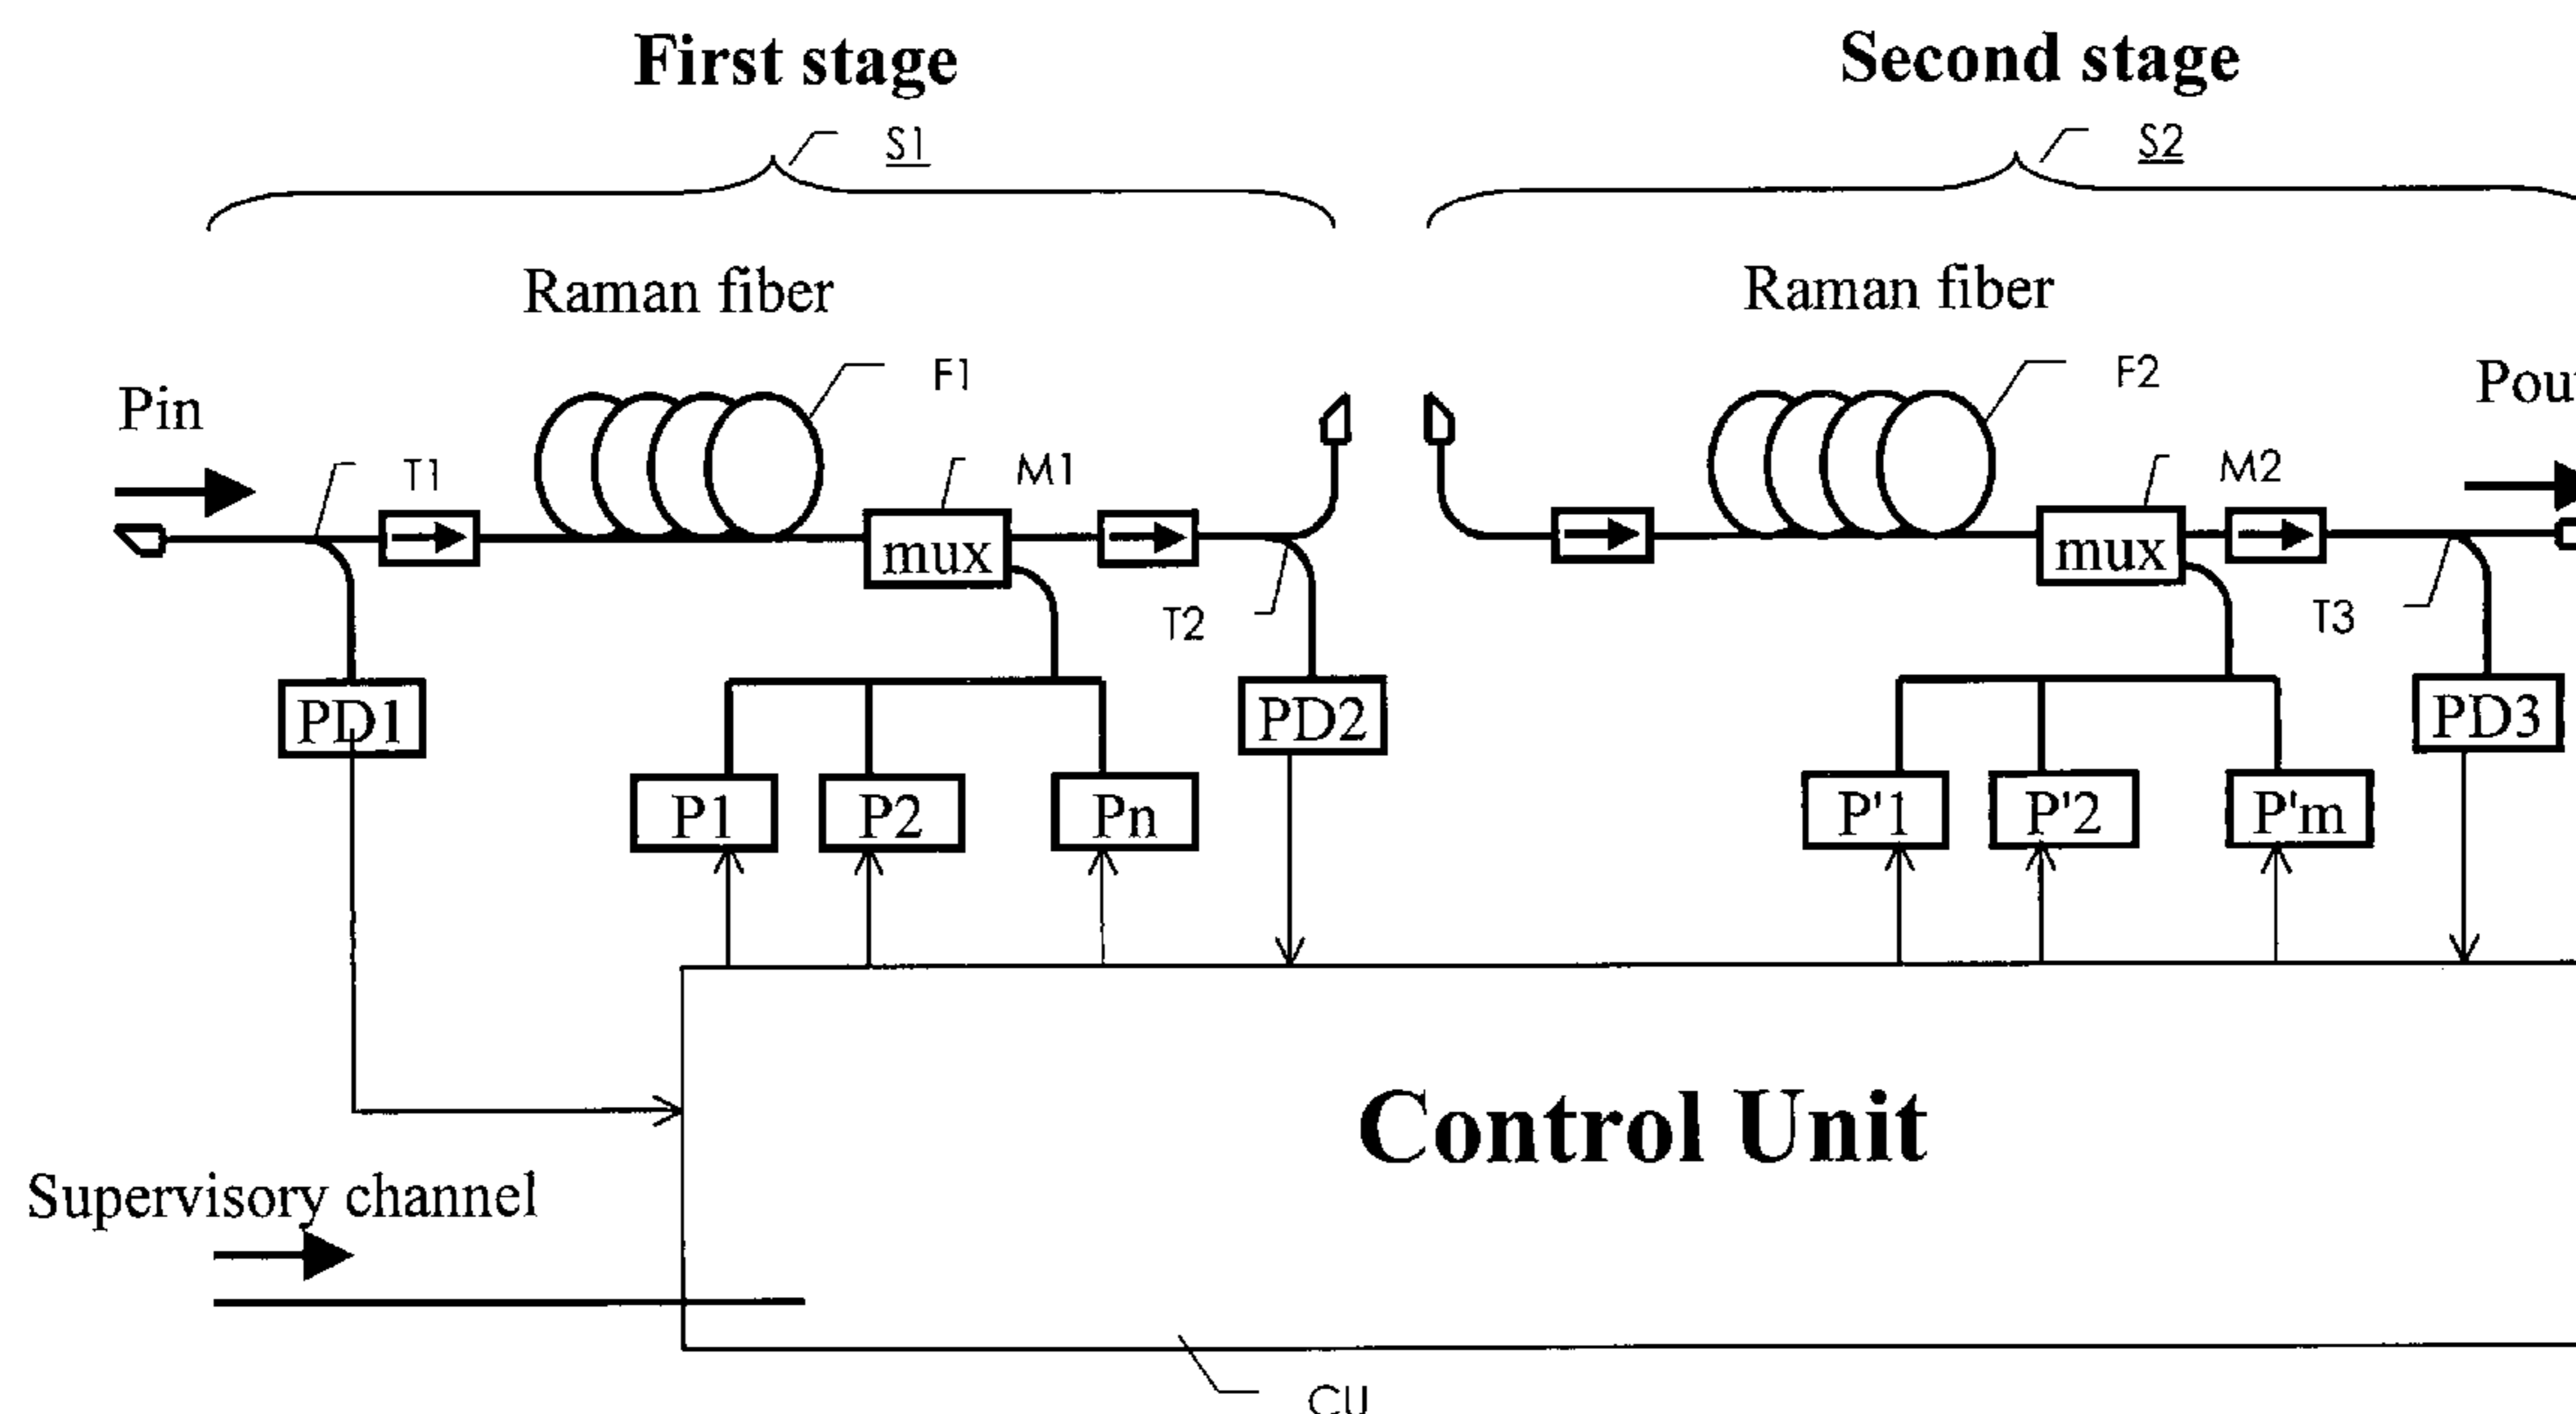 First stage
Second stage
S1
S2
Raman fiber
Raman fiber
F1
F2
Pin
Pout
T1
M1
M2
mux
mux
T2
T3
PD1
PD2
PD3
P1
P2
Pn
P'1
P'2
P'm
Control Unit
Supervisory channel
CU